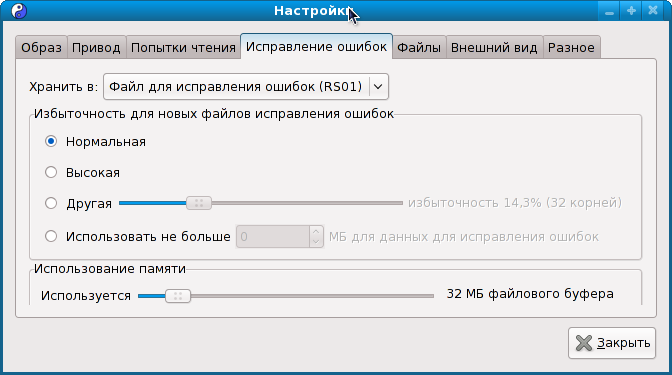 Настройки
Образ Привод Попытки чтения Исправление ошибок Файлы Внешний вид Разное
Хранить в: Файл для исправления ошибок (RS01)
Избыточность для новых файлов исправления ошибок
Нормальная
Высокая
Другая избыточность 14,3% (32 корней)
Использовать не больше 0 МБ для данных для исправления ошибок
Использование памяти
Используется 32 МБ файлового буфера
Закрыть